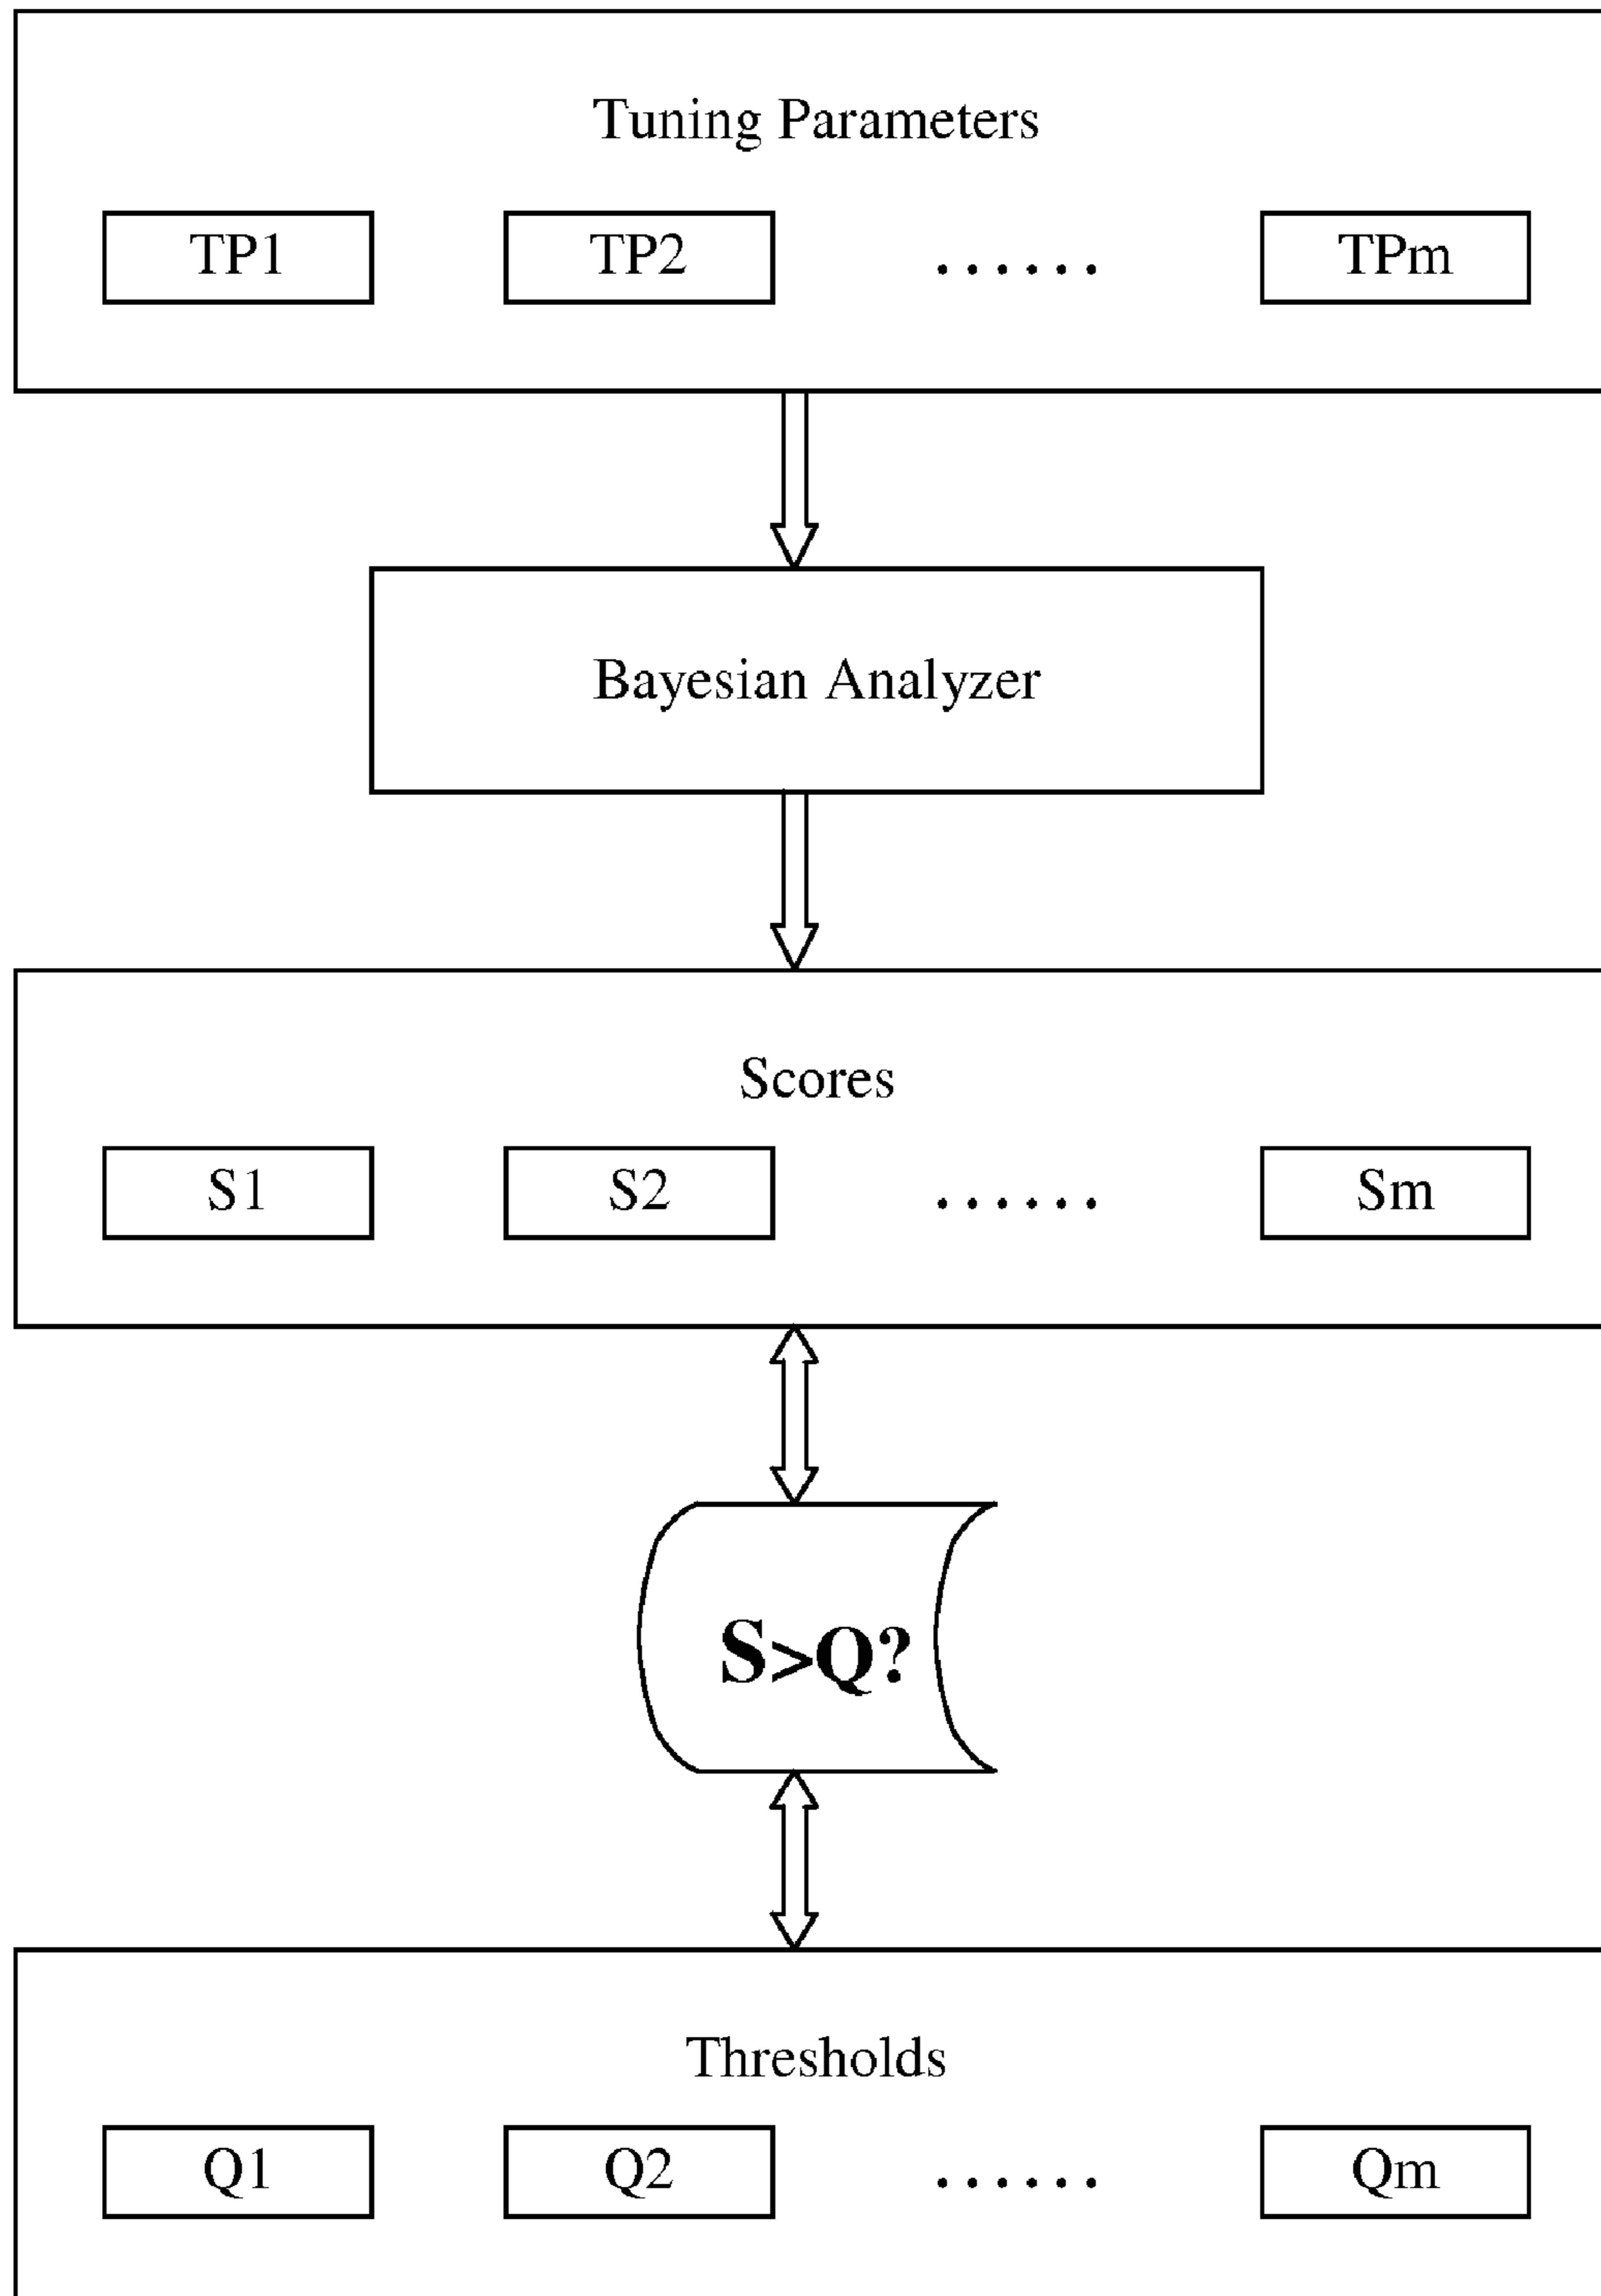 Tuning Parameters
TP1 TP2 ...... TPm
Bayesian Analyzer
Scores
S1 S2 ...... Sm
S>Q?
Thresholds
Q1 Q2 ...... Qm